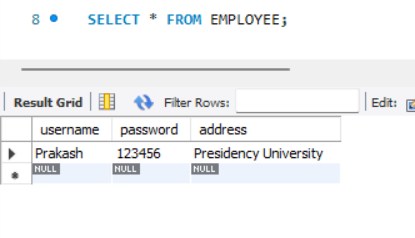 8 SELECT * FROM EMPLOYEE;
Result Grid Filter Rows: Edit:
username password address
Prakash 123456 Presidency University
NULL NULL NULL